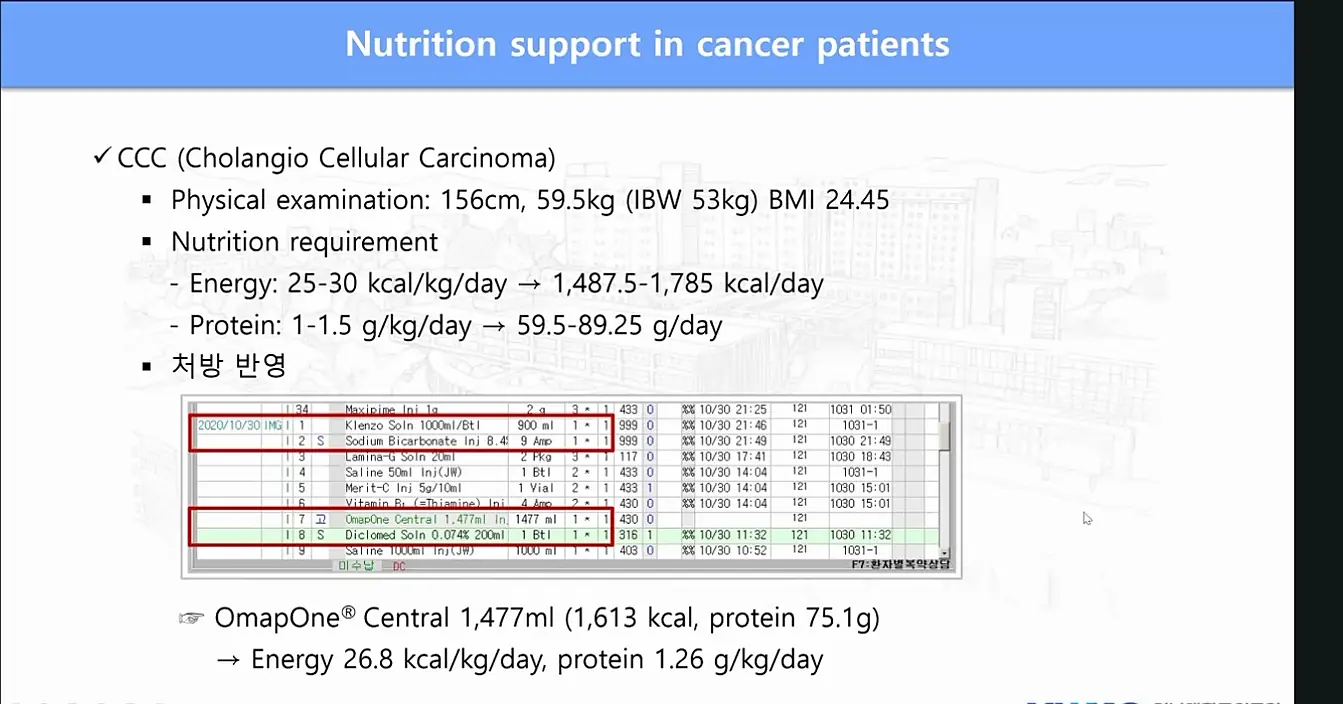 Nutrition support in cancer patients
✓ CCC (Cholangio Cellular Carcinoma)
▪ Physical examination: 156cm, 59.5kg (IBW 53kg) BMI 24.45
▪ Nutrition requirement
- Energy: 25-30 kcal/kg/day → 1,487.5-1,785 kcal/day
- Protein: 1-1.5 g/kg/day → 59.5-89.25 g/day
▪ 처방 반영
34 Maxipime Inj 1g 2 g 3 * 1 433 0 %% 10/30 21:25 121 1031 01:50
2020/10/30 IMG 1 Klenzo Soln 1000ml/Btl 900 ml 1 * 1 999 0 %% 10/30 21:46 121 1031-1
2 S Sodium Bicarbonate Inj 8.4% 9 Amp 1 * 1 999 0 %% 10/30 21:49 121 1030 21:49
3 Lamina-G Soln 20ml 2 Pkg 3 * 1 117 0 %% 10/30 17:41 121 1030 18:43
4 Saline 50ml Inj(JW) 1 Btl 2 * 1 433 0 %% 10/30 14:04 121 1031-1
5 Merit-C Inj 5g/10ml 1 Vial 2 * 1 433 1 %% 10/30 14:04 121 1030 15:01
6 Vitamin B1 (=Thiamine) Inj 4 Amp 2 * 1 430 0 %% 10/30 14:04 121 1030 15:01
7 고 OmapOne Central 1,477ml In 1477 ml 1 * 1 430 0 121
8 S Diclomed Soln 0.074% 200ml 1 Btl 1 * 1 316 1 %% 10/30 11:32 121 1030 11:32
9 Saline 1000ml Inj(JW) 1000 ml 1 * 1 403 0 %% 10/30 10:52 121 1031-1
미수납 DC F7:환자별복약상담
☞ OmapOne® Central 1,477ml (1,613 kcal, protein 75.1g)
→ Energy 26.8 kcal/kg/day, protein 1.26 g/kg/day